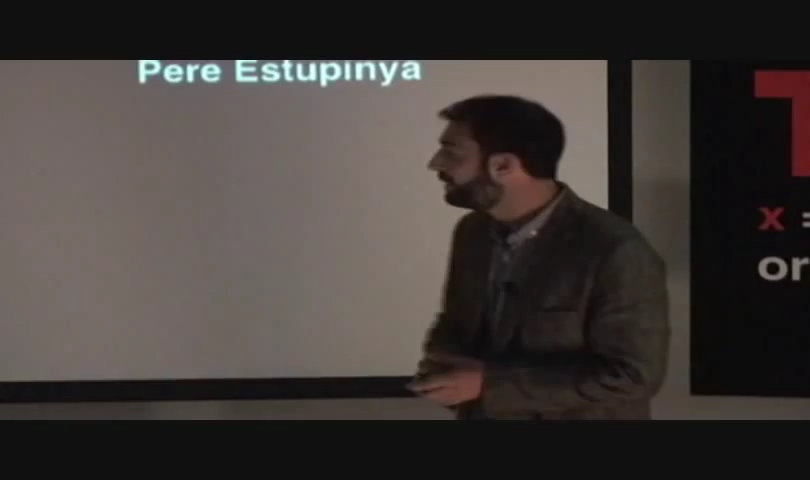 Pere Estupinya
T
x =
or